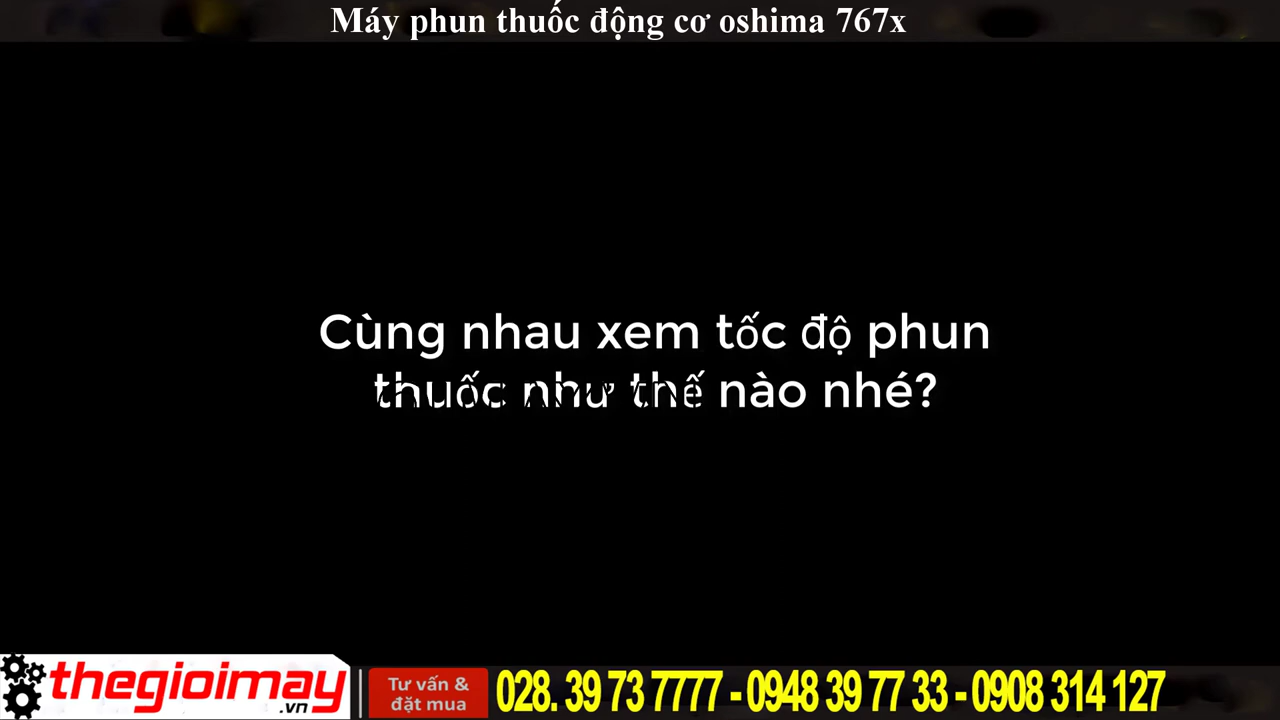 Máy phun thuốc động cơ oshima 767x
Cùng nhau xem tốc độ phun
thuốc như thế nào nhé?
thegioimay
.vn
Tư vấn &
đặt mua
028. 39 73 7777 - 0948 39 77 33 - 0908 314 127